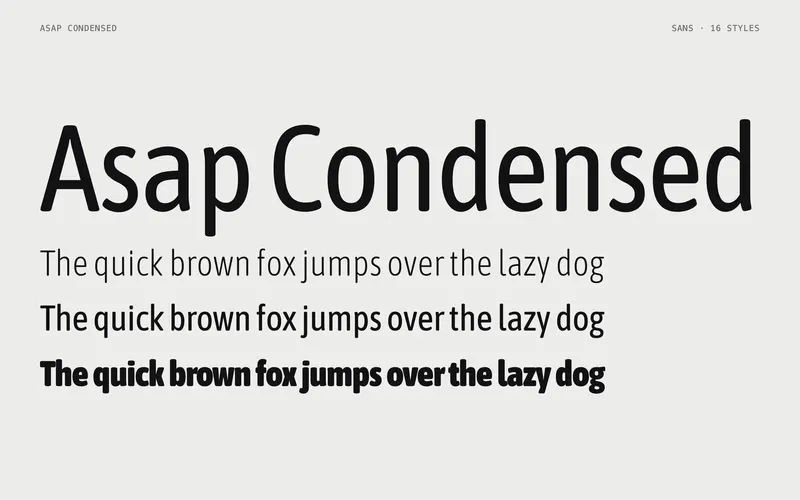 ASAP CONDENSED
SANS · 16 STYLES
Asap Condensed
The quick brown fox jumps over the lazy dog
The quick brown fox jumps over the lazy dog
The quick brown fox jumps over the lazy dog